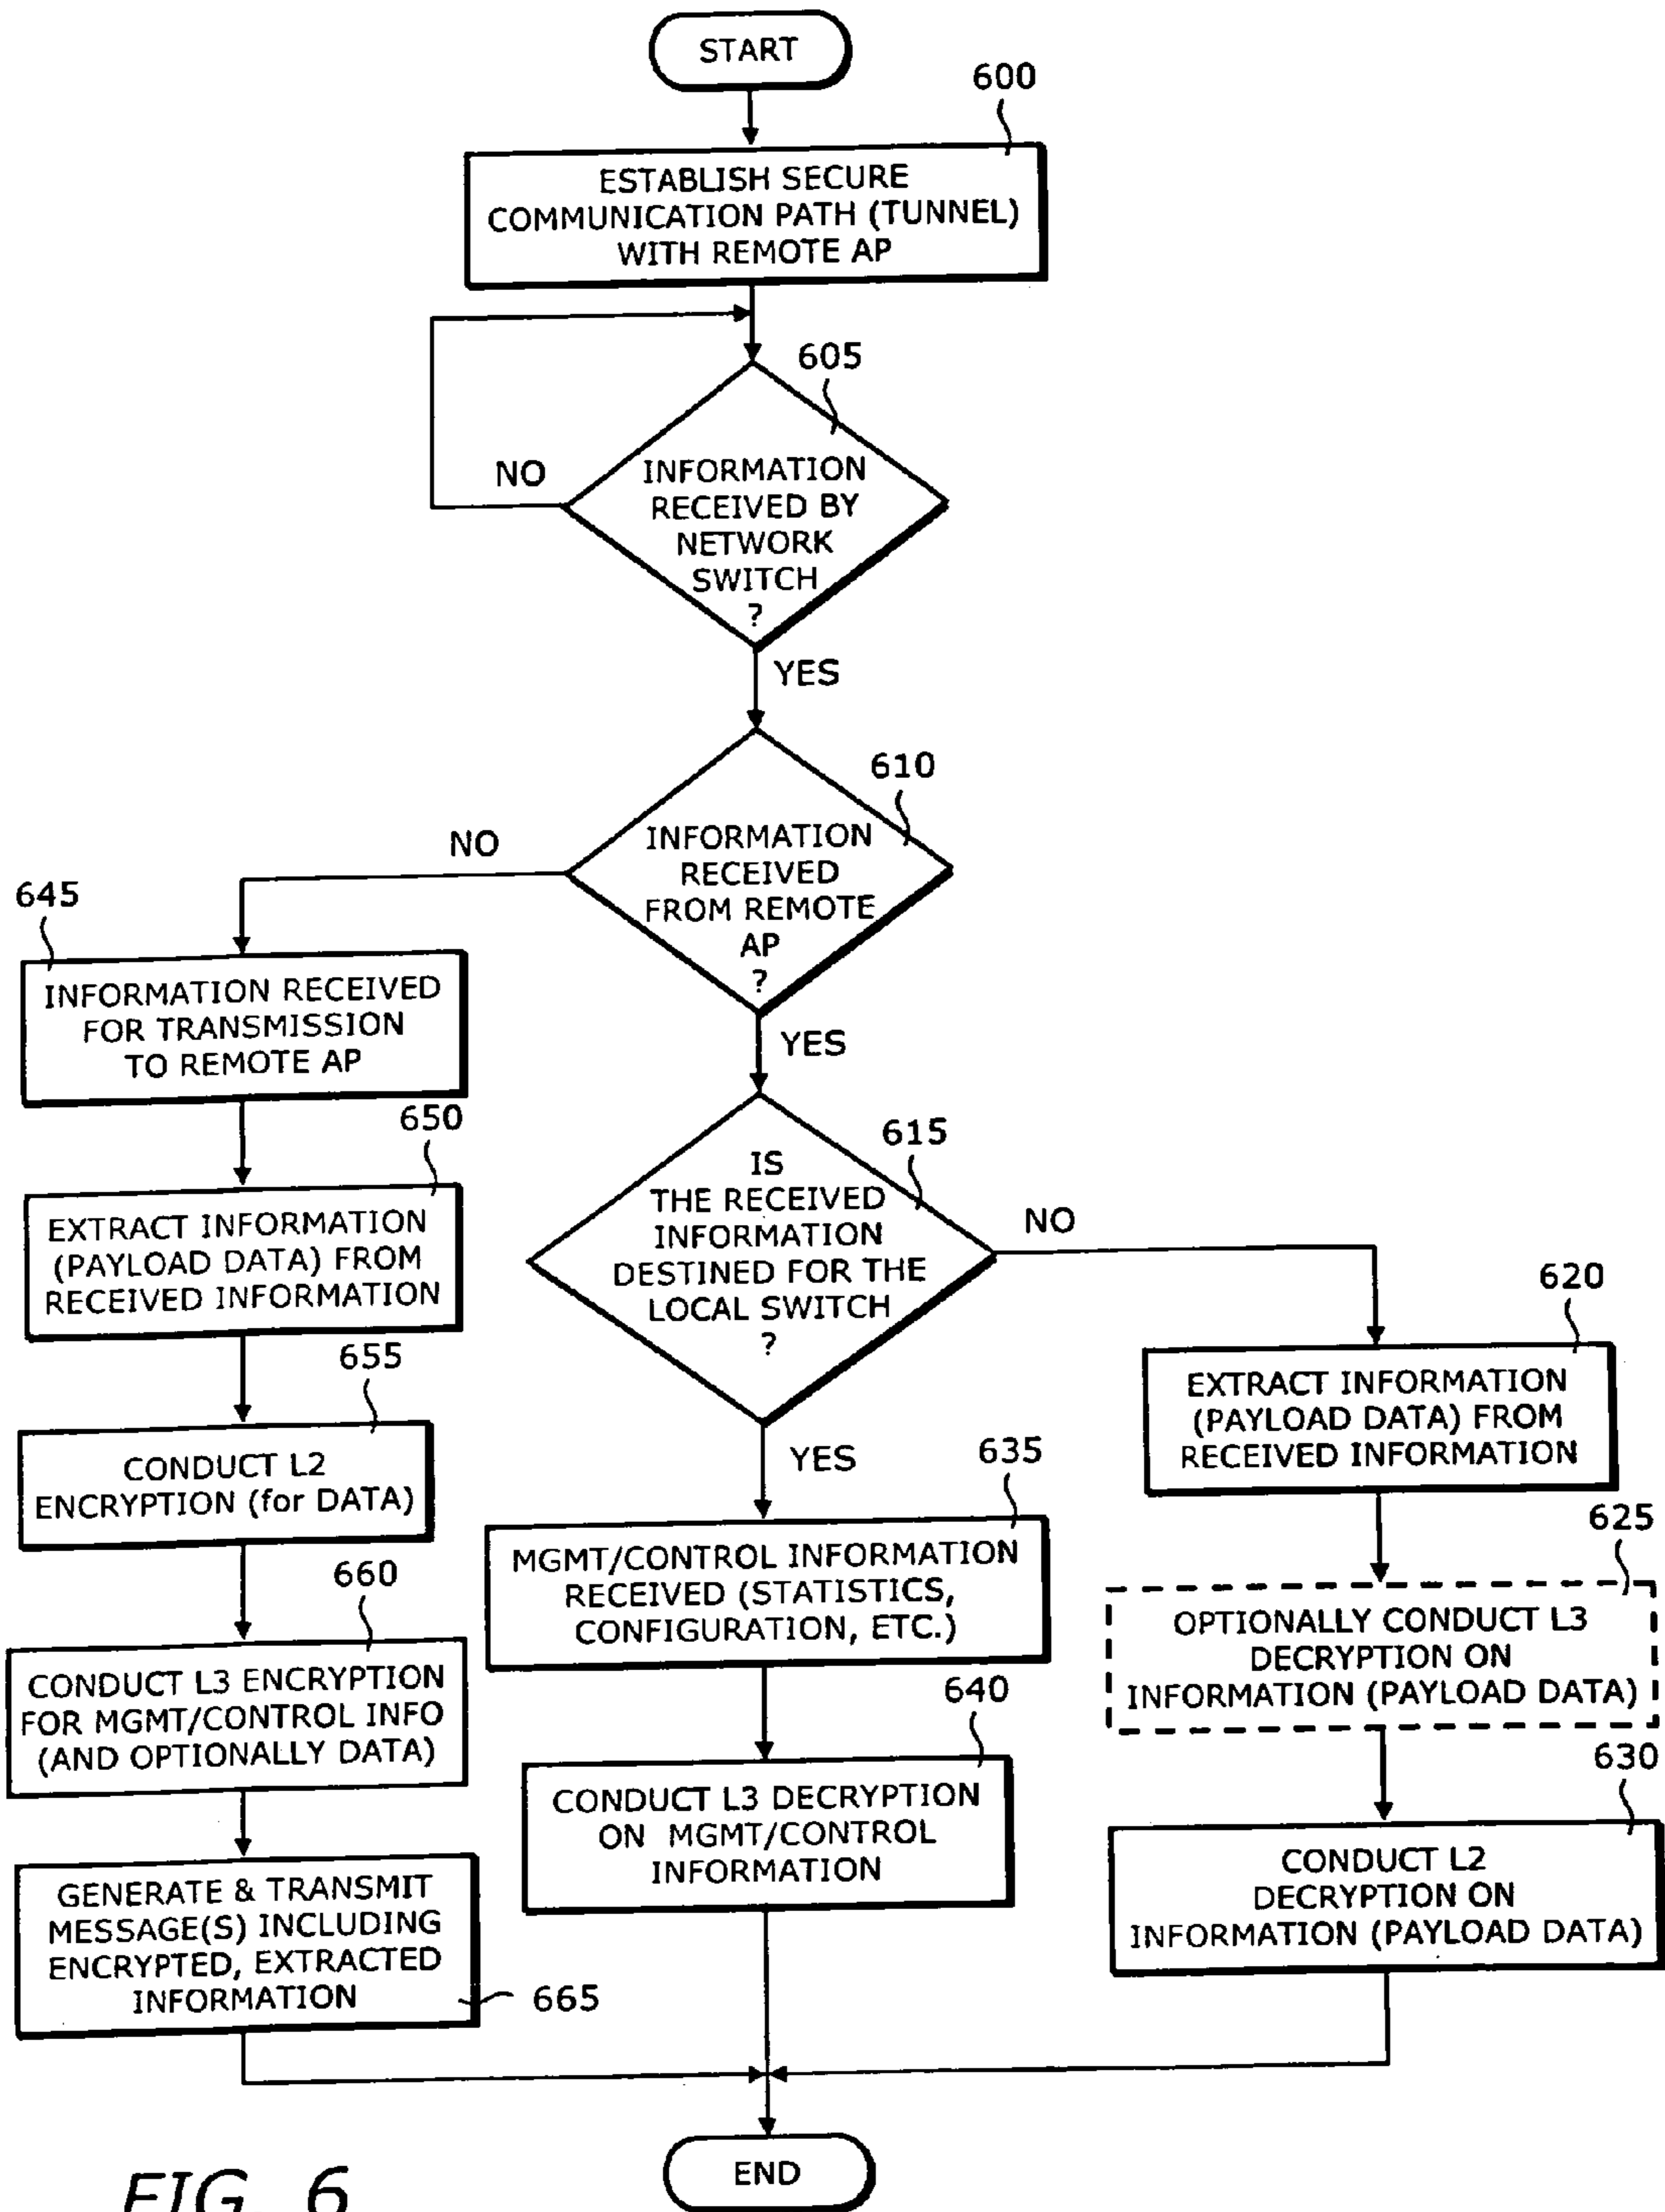 START
600
ESTABLISH SECURE
COMMUNICATION PATH (TUNNEL)
WITH REMOTE AP
605
INFORMATION
RECEIVED BY
NETWORK
SWITCH
?
NO
YES
610
INFORMATION
RECEIVED
FROM REMOTE
AP
?
NO
YES
645
INFORMATION RECEIVED
FOR TRANSMISSION
TO REMOTE AP
650
EXTRACT INFORMATION
(PAYLOAD DATA) FROM
RECEIVED INFORMATION
655
CONDUCT L2
ENCRYPTION (for DATA)
660
CONDUCT L3 ENCRYPTION
FOR MGMT/CONTROL INFO
(AND OPTIONALLY DATA)
GENERATE & TRANSMIT
MESSAGE(S) INCLUDING
ENCRYPTED, EXTRACTED
INFORMATION
665
615
IS
THE RECEIVED
INFORMATION
DESTINED FOR THE
LOCAL SWITCH
?
NO
YES
635
MGMT/CONTROL INFORMATION
RECEIVED (STATISTICS,
CONFIGURATION, ETC.)
640
CONDUCT L3 DECRYPTION
ON MGMT/CONTROL
INFORMATION
620
EXTRACT INFORMATION
(PAYLOAD DATA) FROM
RECEIVED INFORMATION
625
OPTIONALLY CONDUCT L3
DECRYPTION ON
INFORMATION (PAYLOAD DATA)
630
CONDUCT L2
DECRYPTION ON
INFORMATION (PAYLOAD DATA)
END
FIG. 6